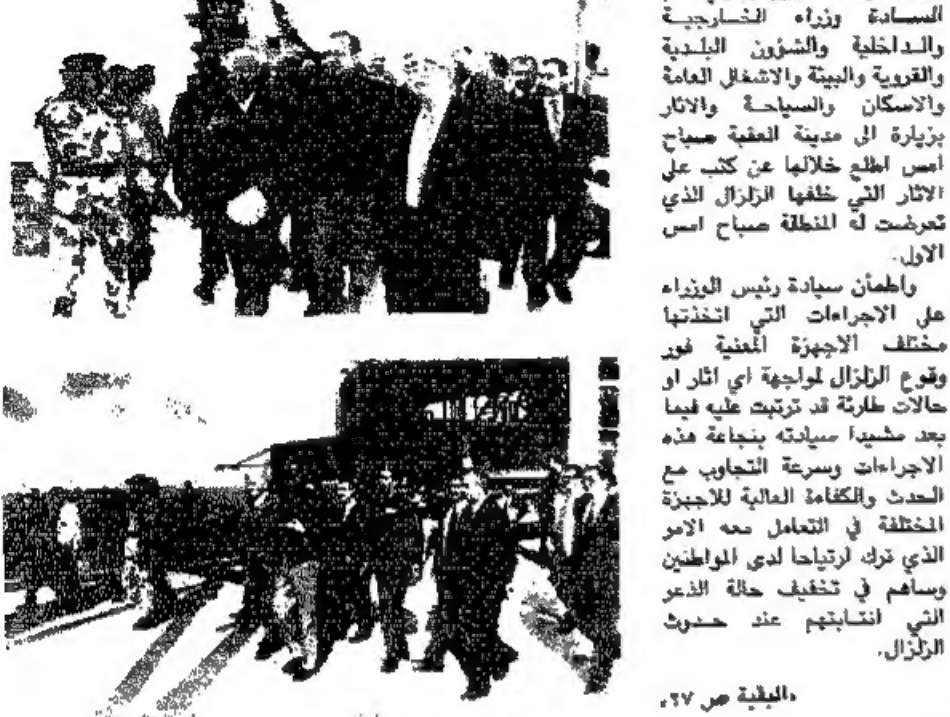 السادة وزراء الخارجية
والداخلية والشؤون البلدية
والقروية والبيئة والاشغال العامة
والاسكان والسياحة والاثار
بزيارة الى مدينة العقبة صباح
امس اطلع خلالها عن كثب على
الاثار التي خلفها الزلزال الذي
تعرضت له المنطقة صباح امس
الاول.
واطمأن سيادة رئيس الوزراء
على الاجراءات التي اتخذتها
مختلف الاجهزة المعنية فور
وقوع الزلزال لمواجهة اي اثار او
حالات طارئة قد ترتبت عليه فيما
بعد مشيدا سيادته بنجاعة هذه
الاجراءات وسرعة التجاوب مع
الحدث والكفاءة العالية للاجهزة
المختلفة في التعامل معه الامر
الذي ترك ارتياحا لدى المواطنين
وساهم في تخفيف حالة الذعر
التي انتابتهم عند حدوث
الزلزال.
«البقية ص ٢٧»